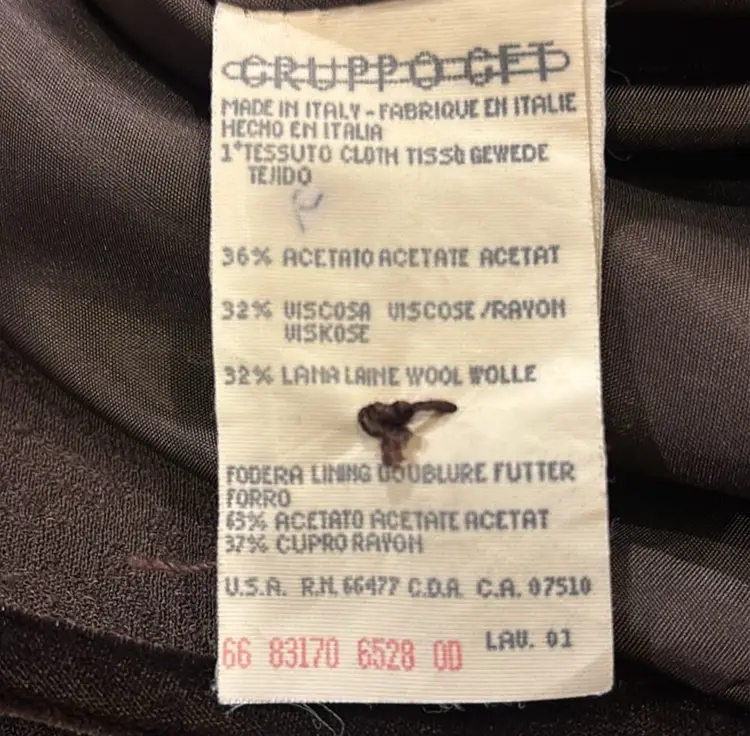 GRUPPO GFT
MADE IN ITALY - FABRIQUE EN ITALIE
HECHO EN ITALIA
1°TESSUTO CLOTH TISSU GEWEDE
TEJIDO
36% ACETATO ACETATE ACETAT
32% VISCOSA VISCOSE/RAYON
VISKOSE
32% LANA LAINE WOOL WOLLE
FODERA LINING DOUBLURE FUTTER
FORRO
63% ACETATO ACETATE ACETAT
37% CUPRO RAYON
U.S.A. R.N. 66477 C.D.A. C.A. 07510
66 83170 6528 0D LAV. 01